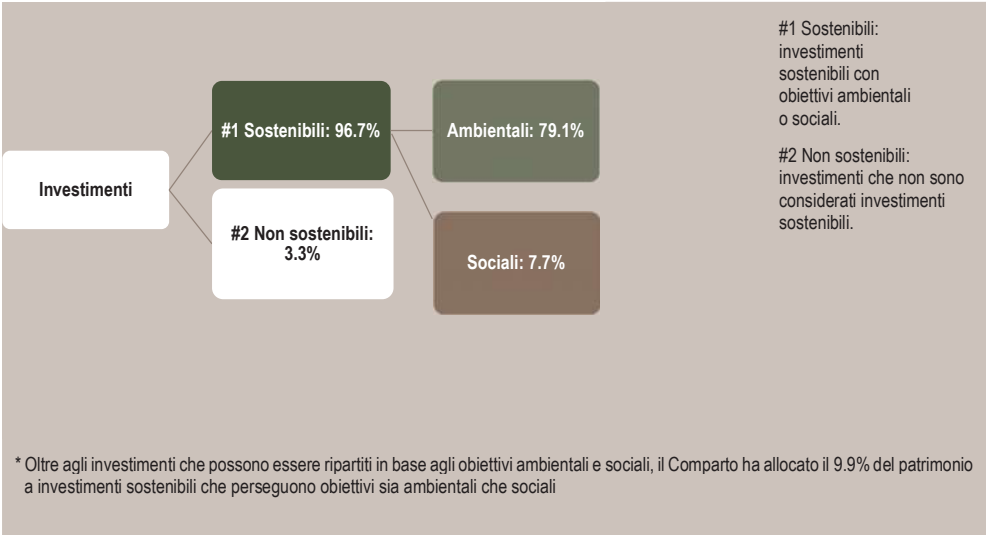 Investimenti
#1 Sostenibili: 96.7%
#2 Non sostenibili:
3.3%
Ambientali: 79.1%
Sociali: 7.7%
#1 Sostenibili:
investimenti
sostenibili con
obiettivi ambientali
o sociali.
#2 Non sostenibili:
investimenti che non sono
considerati investimenti
sostenibili.
* Oltre agli investimenti che possono essere ripartiti in base agli obiettivi ambientali e sociali, il Comparto ha allocato il 9.9% del patrimonio
a investimenti sostenibili che perseguono obiettivi sia ambientali che sociali